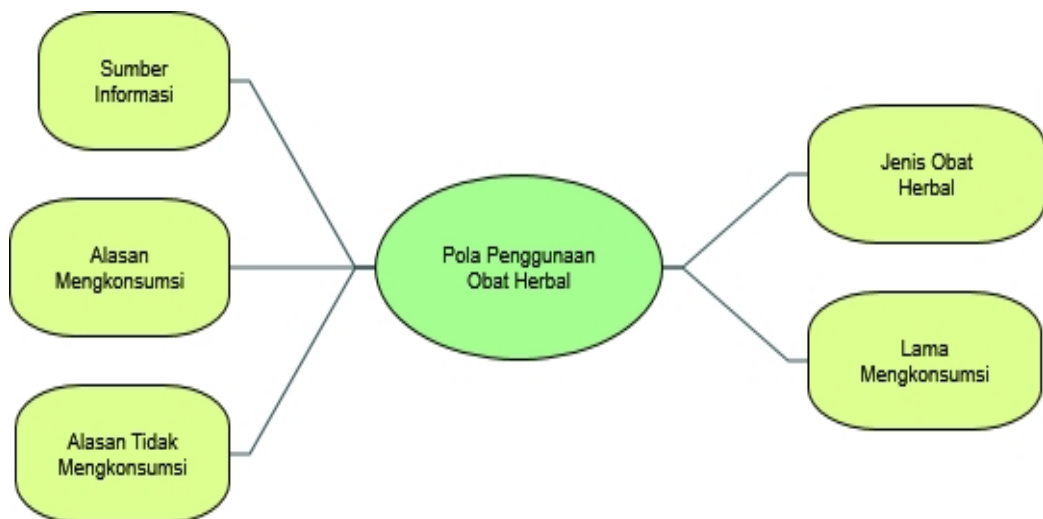 Sumber
Informasi
Alasan
Mengkonsumsi
Alasan Tidak
Mengkonsumsi
Pola Penggunaan
Obat Herbal
Jenis Obat
Herbal
Lama
Mengkonsumsi